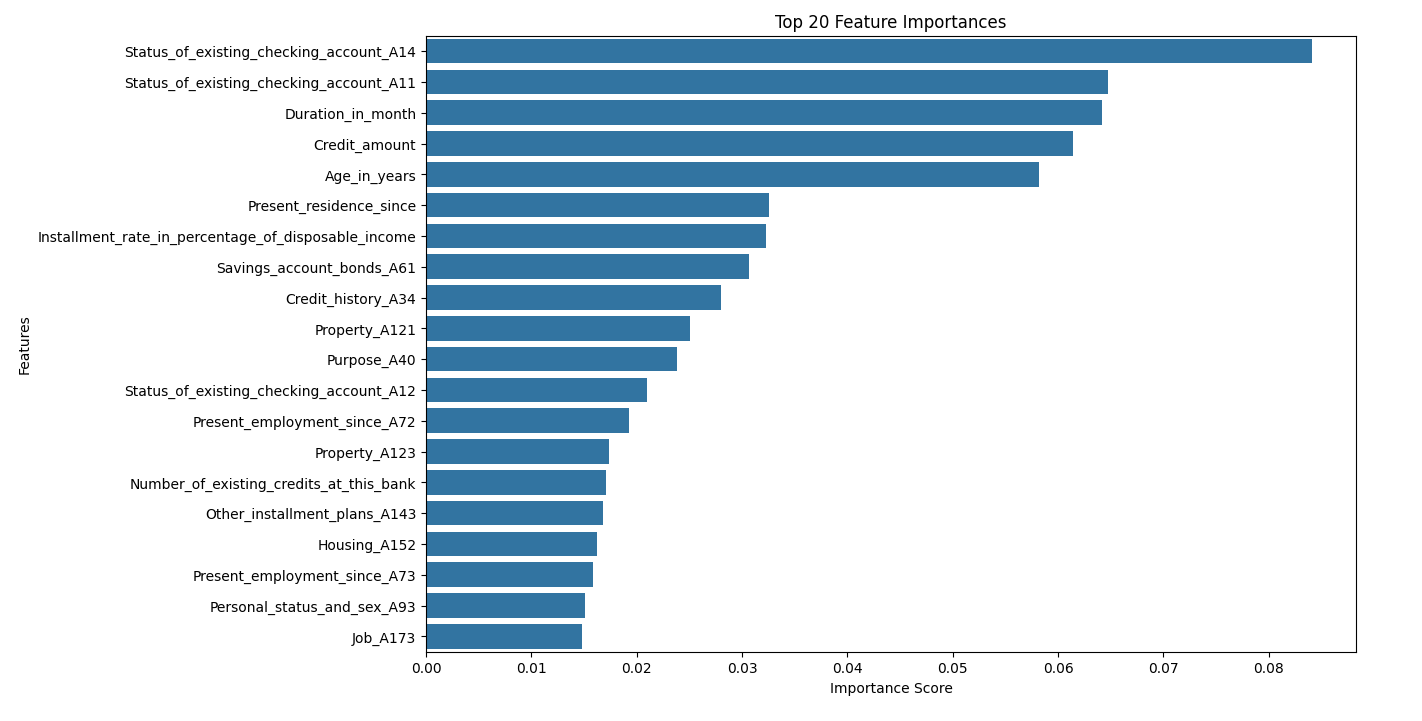 Top 20 Feature Importances
Status_of_existing_checking_account_A14
Status_of_existing_checking_account_A11
Duration_in_month
Credit_amount
Age_in_years
Present_residence_since
Installment_rate_in_percentage_of_disposable_income
Savings_account_bonds_A61
Credit_history_A34
Property_A121
Purpose_A40
Status_of_existing_checking_account_A12
Present_employment_since_A72
Property_A123
Number_of_existing_credits_at_this_bank
Other_installment_plans_A143
Housing_A152
Present_employment_since_A73
Personal_status_and_sex_A93
Job_A173
Features
0.00 0.01 0.02 0.03 0.04 0.05 0.06 0.07 0.08
Importance Score